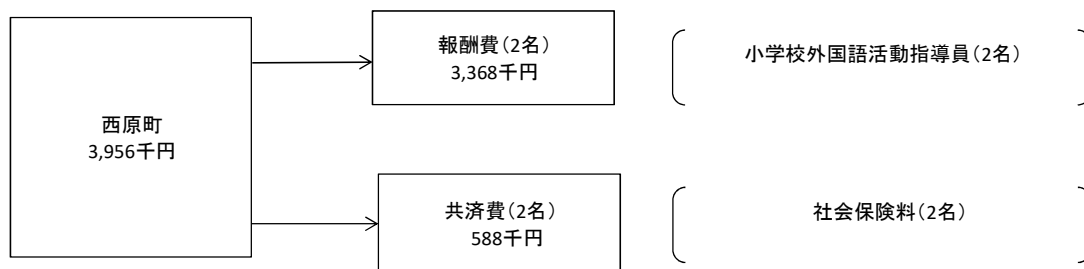 報酬費(2名)
3,368千円
小学校外国語活動指導員(2名)
西原町
3,956千円
共済費(2名)
588千円
社会保険料(2名)